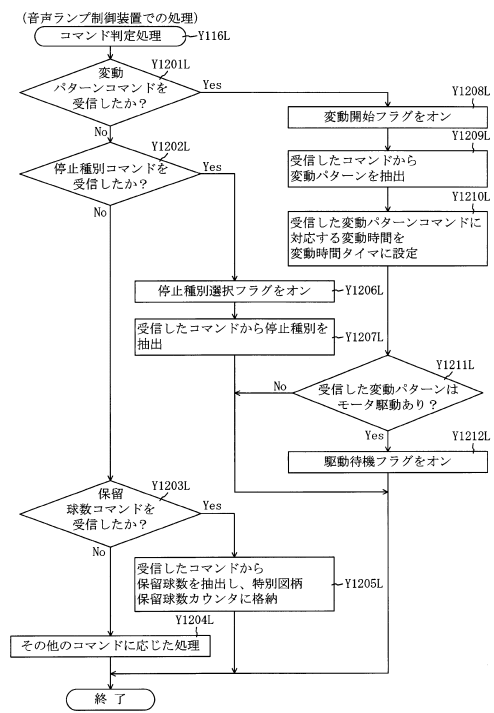 (音声ランプ制御装置での処理)
コマンド判定処理
Y116L
変動
パターンコマンドを
受信したか？
Y1201L
Yes
No
変動開始フラグをオン
Y1208L
受信したコマンドから
変動パターンを抽出
Y1209L
受信した変動パターンコマンドに
対応する変動時間を
変動時間タイマに設定
Y1210L
停止種別コマンドを
受信したか？
Y1202L
Yes
No
停止種別選択フラグをオン
Y1206L
受信したコマンドから停止種別を
抽出
Y1207L
受信した変動パターンは
モータ駆動あり？
Y1211L
No
Yes
駆動待機フラグをオン
Y1212L
保留
球数コマンドを
受信したか？
Y1203L
Yes
No
受信したコマンドから
保留球数を抽出し、特別図柄
保留球数カウンタに格納
Y1205L
その他のコマンドに応じた処理
Y1204L
終了